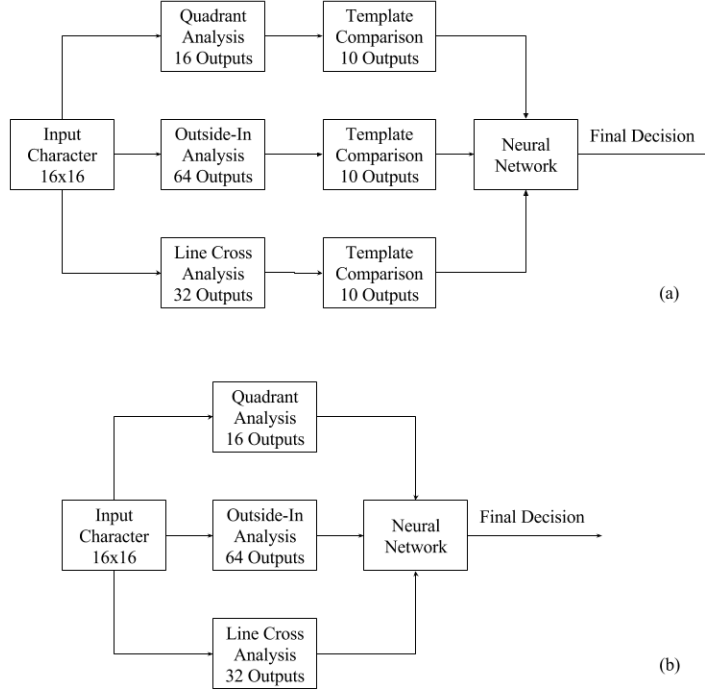 Quadrant
Analysis
16 Outputs
Template
Comparison
10 Outputs
Input
Character
16x16
Outside-In
Analysis
64 Outputs
Template
Comparison
10 Outputs
Neural
Network
Final Decision
Line Cross
Analysis
32 Outputs
Template
Comparison
10 Outputs
(a)
Quadrant
Analysis
16 Outputs
Input
Character
16x16
Outside-In
Analysis
64 Outputs
Neural
Network
Final Decision
Line Cross
Analysis
32 Outputs
(b)